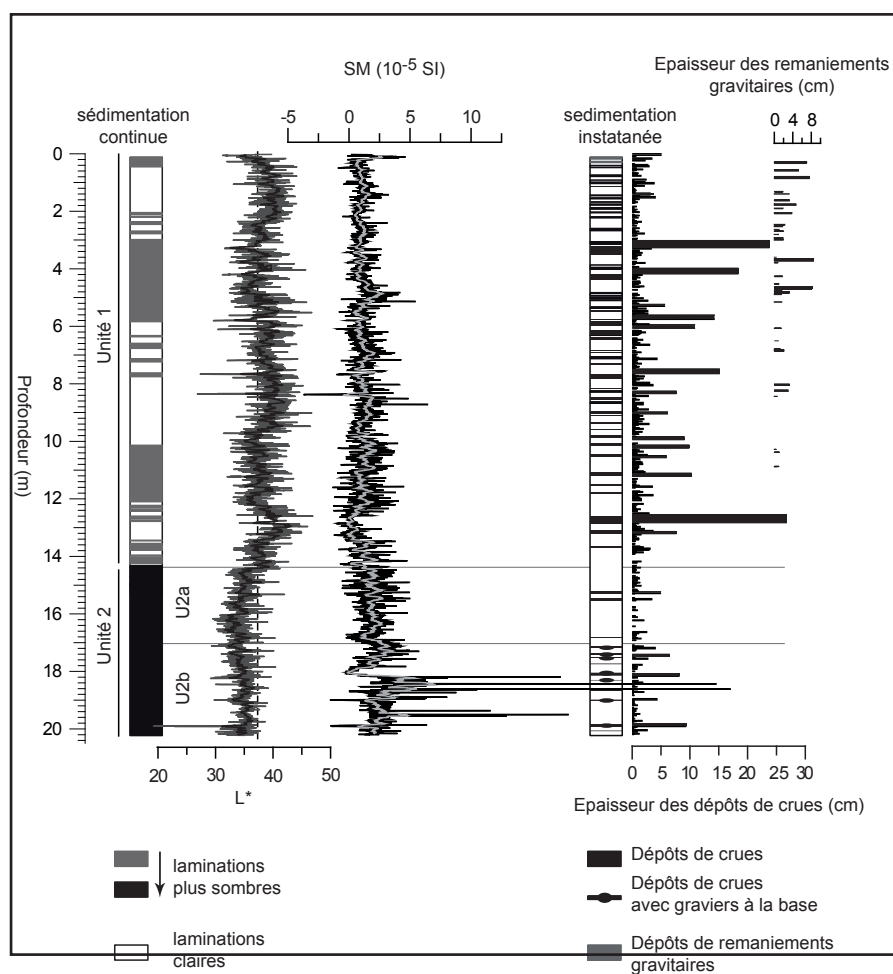 SM (10-5 SI)
Epaisseur des remaniements
gravitaires (cm)
sédimentation
continue
-5 0 5 10
sedimentation
instatanée
0 4 8
0
2
4
6
8
10
12
14
16
18
20
Profondeur (m)
Unité 1
Unité 2
U2a
U2b
20 30 40 50
L*
0 5 10 15 20 25 30
Epaisseur des dépôts de crues (cm)
laminations
plus sombres
laminations
claires
Dépôts de crues
Dépôts de crues
avec graviers à la base
Dépôts de remaniements
gravitaires